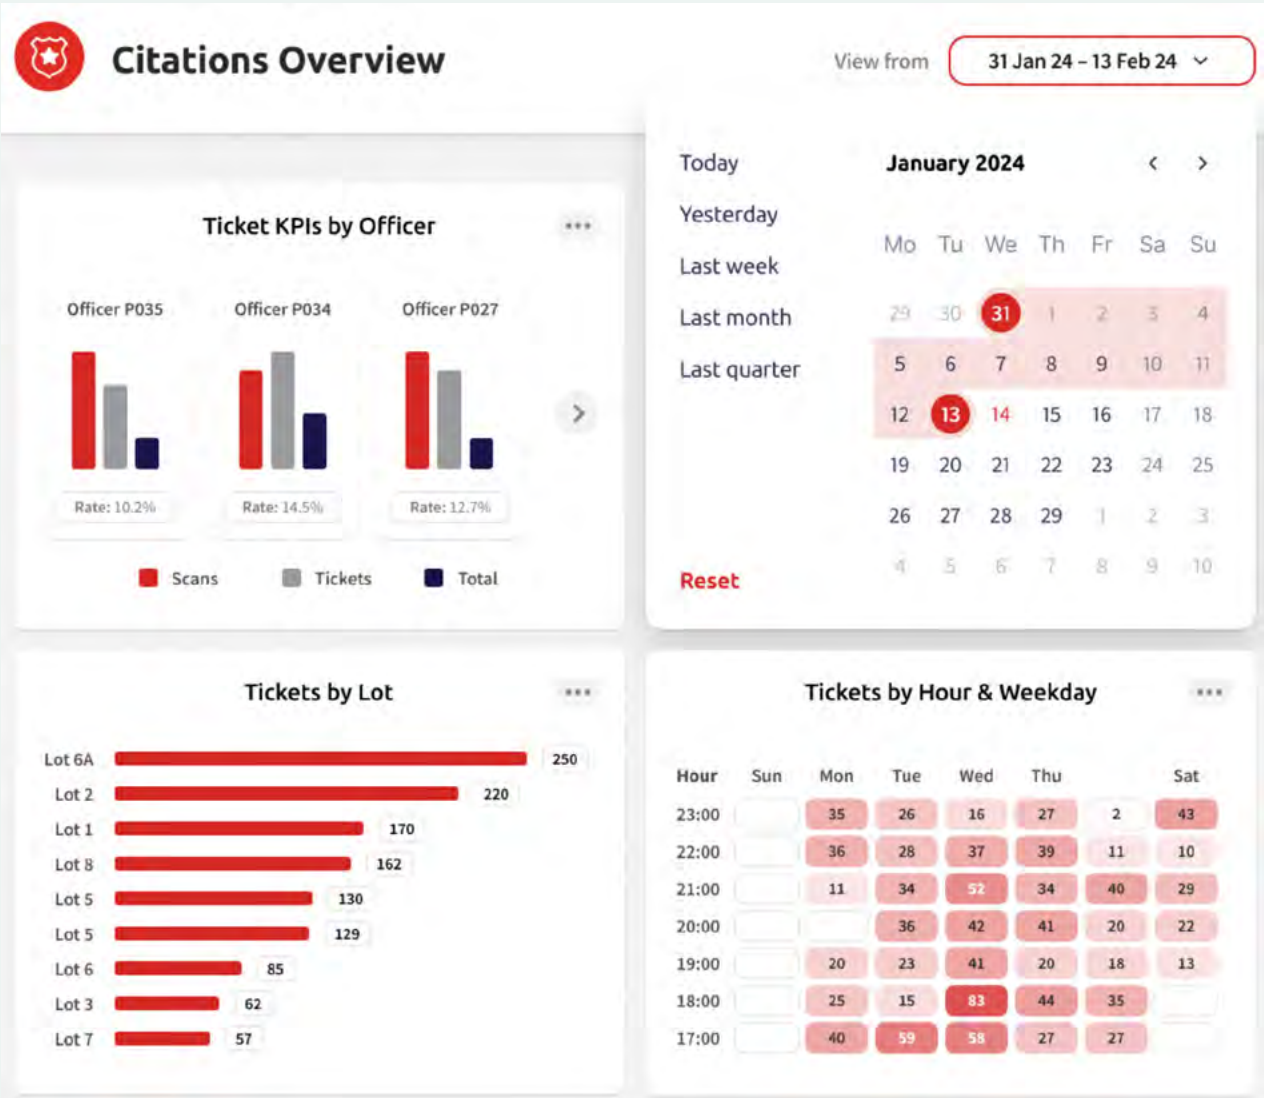 Citations Overview
View from
31 Jan 24 – 13 Feb 24
Ticket KPIs by Officer
Officer P035 Officer P034 Officer P027
Rate: 10.2% Rate: 14.5% Rate: 12.7%
Scans Tickets Total
Today
Yesterday
Last week
Last month
Last quarter
Reset
January 2024
Mo Tu We Th Fr Sa Su
29 30 31 1 2 3 4
5 6 7 8 9 10 11
12 13 14 15 16 17 18
19 20 21 22 23 24 25
26 27 28 29 1 2 3
4 5 6 7 8 9 10
Tickets by Lot
Lot 6A 250
Lot 2 220
Lot 1 170
Lot 8 162
Lot 5 130
Lot 5 129
Lot 6 85
Lot 3 62
Lot 7 57
Tickets by Hour & Weekday
Hour Sun Mon Tue Wed Thu Sat
23:00 35 26 16 27 2 43
22:00 36 28 37 39 11 10
21:00 11 34 52 34 40 29
20:00 36 42 41 20 22
19:00 20 23 41 20 18 13
18:00 25 15 83 44 35
17:00 40 59 58 27 27